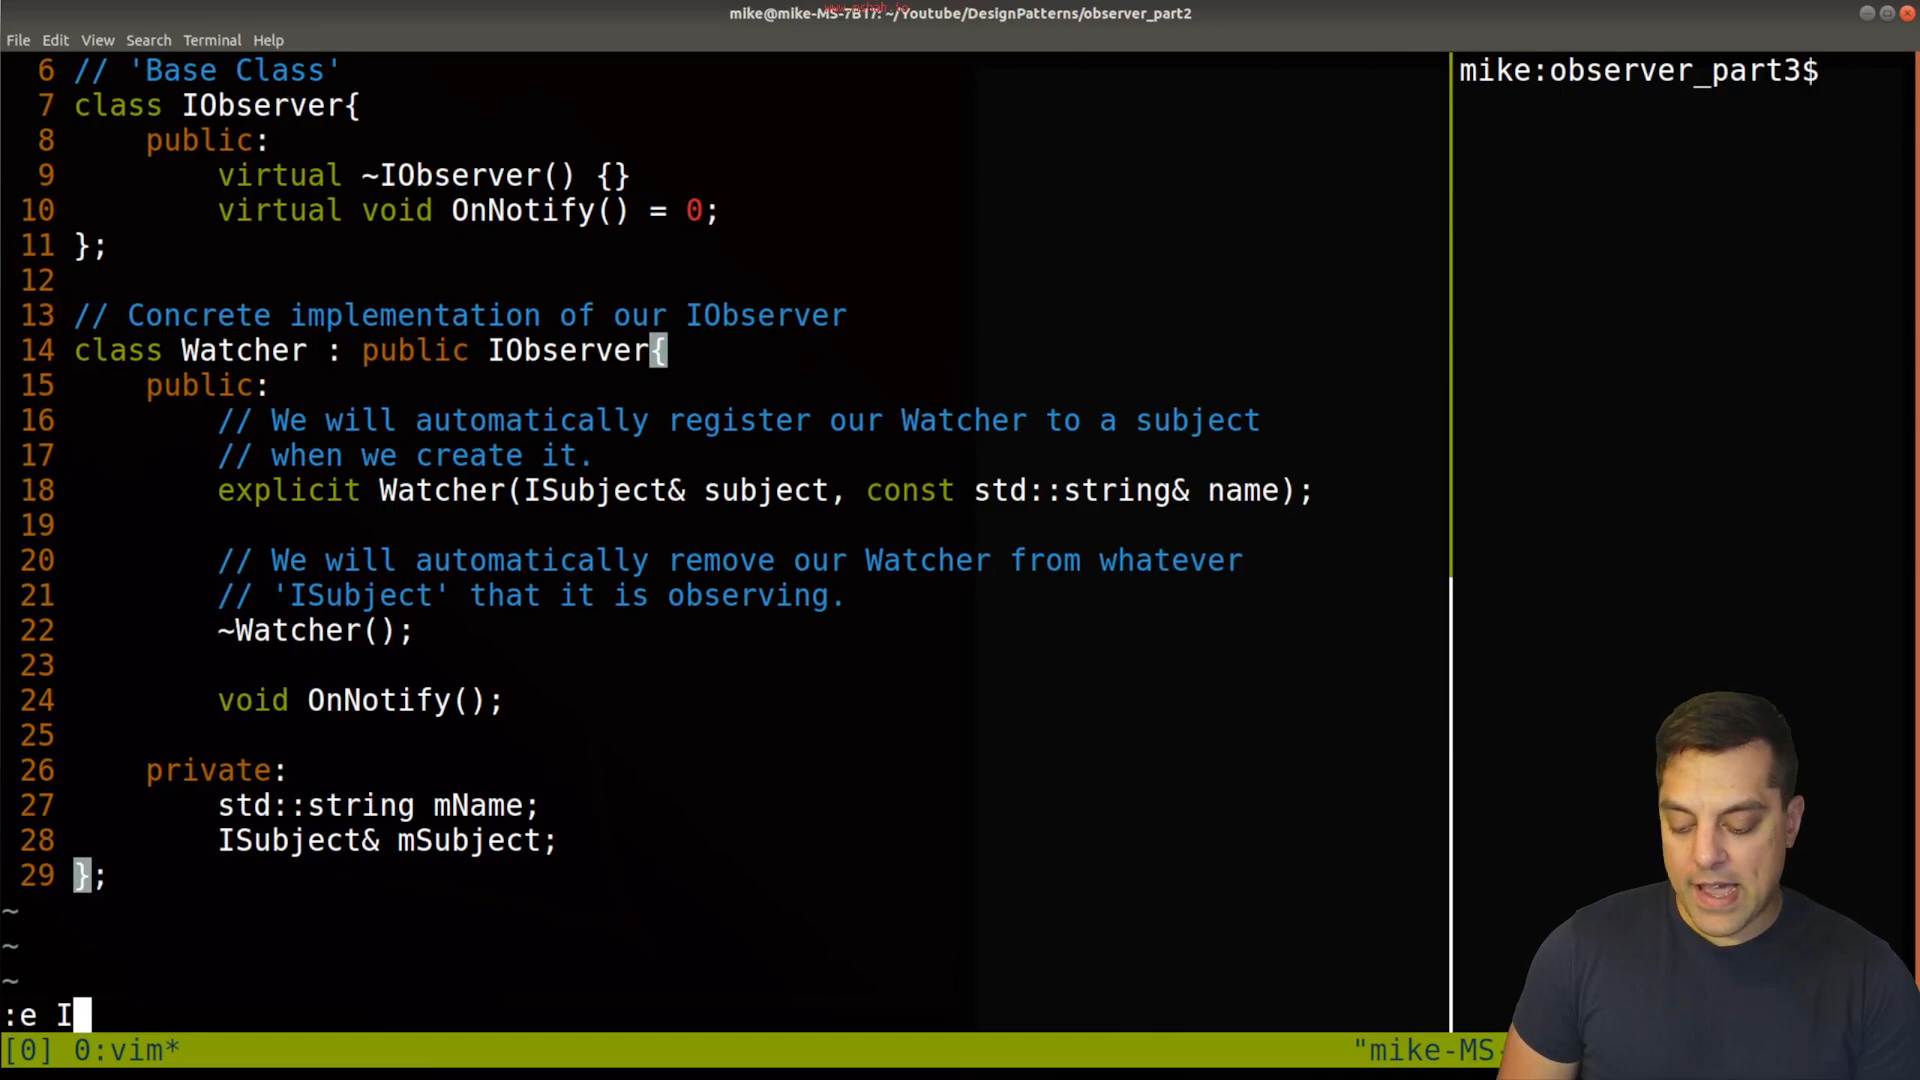 www.mshah.io
mike@mike-MS-7B17: ~/Youtube/DesignPatterns/observer_part2
File Edit View Search Terminal Help
6 // 'Base Class'
7 class IObserver{
8 public:
9 virtual ~IObserver() {}
10 virtual void OnNotify() = 0;
11 };
12
13 // Concrete implementation of our IObserver
14 class Watcher : public IObserver{
15 public:
16 // We will automatically register our Watcher to a subject
17 // when we create it.
18 explicit Watcher(ISubject& subject, const std::string& name);
19
20 // We will automatically remove our Watcher from whatever
21 // 'ISubject' that it is observing.
22 ~Watcher();
23
24 void OnNotify();
25
26 private:
27 std::string mName;
28 ISubject& mSubject;
29 };
~
~
~
:e I
[0] 0:vim*
"mike-MS-
mike:observer_part3$